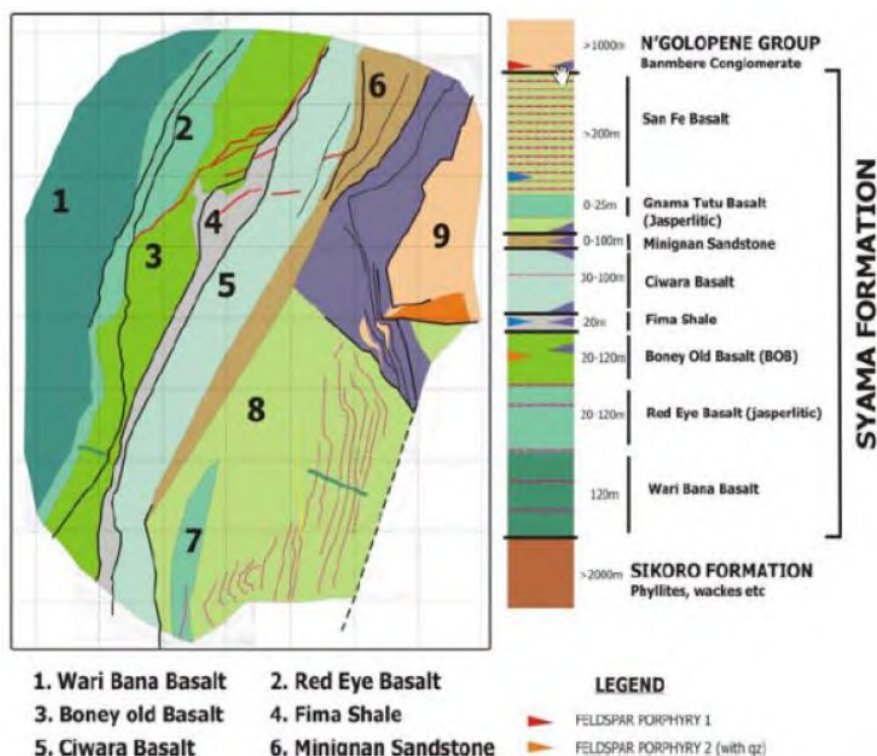 1
2
3
4
5
6
7
8
9
>1000m
N'GOLOPENE GROUP
Banmbere Conglomerate
>200m
San Fe Basalt
0-25m
Gnama Tutu Basalt
(Jasperlitic)
0-100m
Minignan Sandstone
30-100m
Ciwara Basalt
20m
Fima Shale
20-120m
Boney Old Basalt (BOB)
20-120m
Red Eye Basalt (jasperlitic)
120m
Wari Bana Basalt
>2000m
SIKORO FORMATION
Phyllites, wackes etc
SYAMA FORMATION
1. Wari Bana Basalt
2. Red Eye Basalt
3. Boney old Basalt
4. Fima Shale
5. Ciwara Basalt
6. Minignan Sandstone
LEGEND
FELDSPAR PORPHYRY 1
FELDSPAR PORPHYRY 2 (with qz)